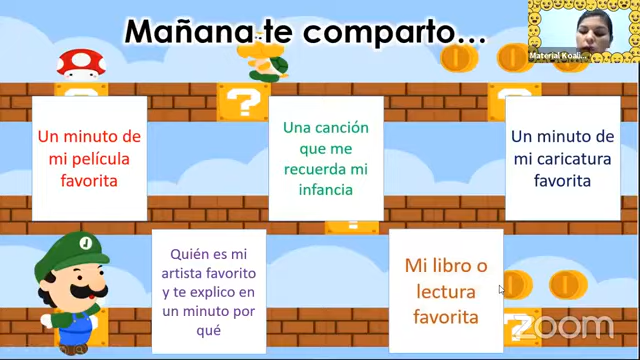 Mañana te comparto...
Material Koali...
Un minuto de
mi película
favorita
Una canción
que me
recuerda mi
infancia
Un minuto de
mi caricatura
favorita
Quién es mi
artista favorito
y te explico en
un minuto por
qué
Mi libro o
lectura
favorita
zoom